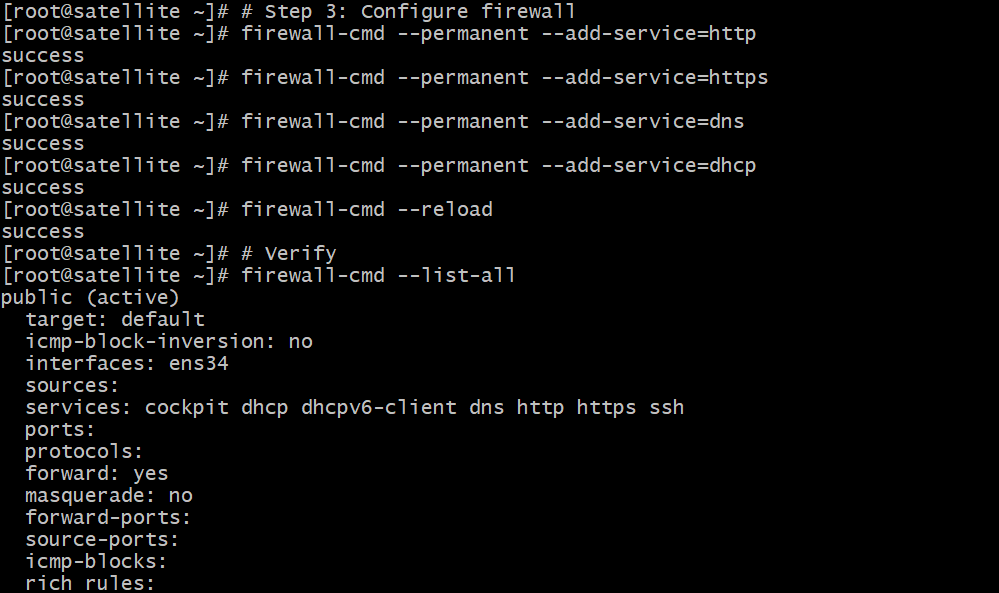 [root@satellite ~]# # Step 3: Configure firewall
[root@satellite ~]# firewall-cmd --permanent --add-service=http
success
[root@satellite ~]# firewall-cmd --permanent --add-service=https
success
[root@satellite ~]# firewall-cmd --permanent --add-service=dns
success
[root@satellite ~]# firewall-cmd --permanent --add-service=dhcp
success
[root@satellite ~]# firewall-cmd --reload
success
[root@satellite ~]# # Verify
[root@satellite ~]# firewall-cmd --list-all
public (active)
  target: default
  icmp-block-inversion: no
  interfaces: ens34
  sources:
  services: cockpit dhcp dhcpv6-client dns http https ssh
  ports:
  protocols:
  forward: yes
  masquerade: no
  forward-ports:
  source-ports:
  icmp-blocks:
  rich rules: